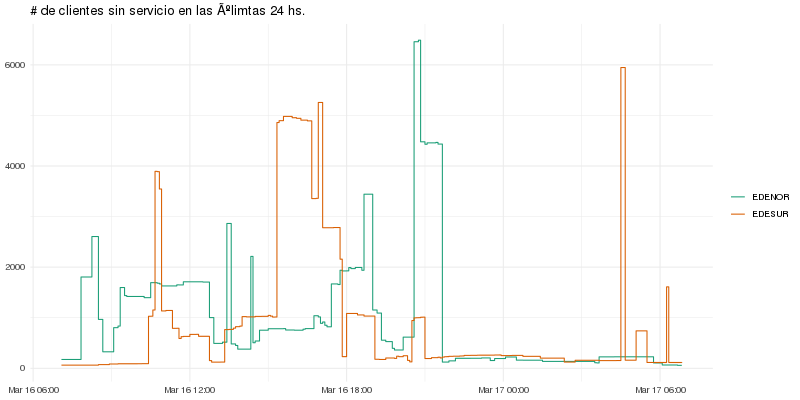 # de clientes sin servicio en las Ãºlimtas 24 hs.
6000
4000
2000
0
Mar 16 06:00 Mar 16 12:00 Mar 16 18:00 Mar 17 00:00 Mar 17 06:00
EDENOR
EDESUR